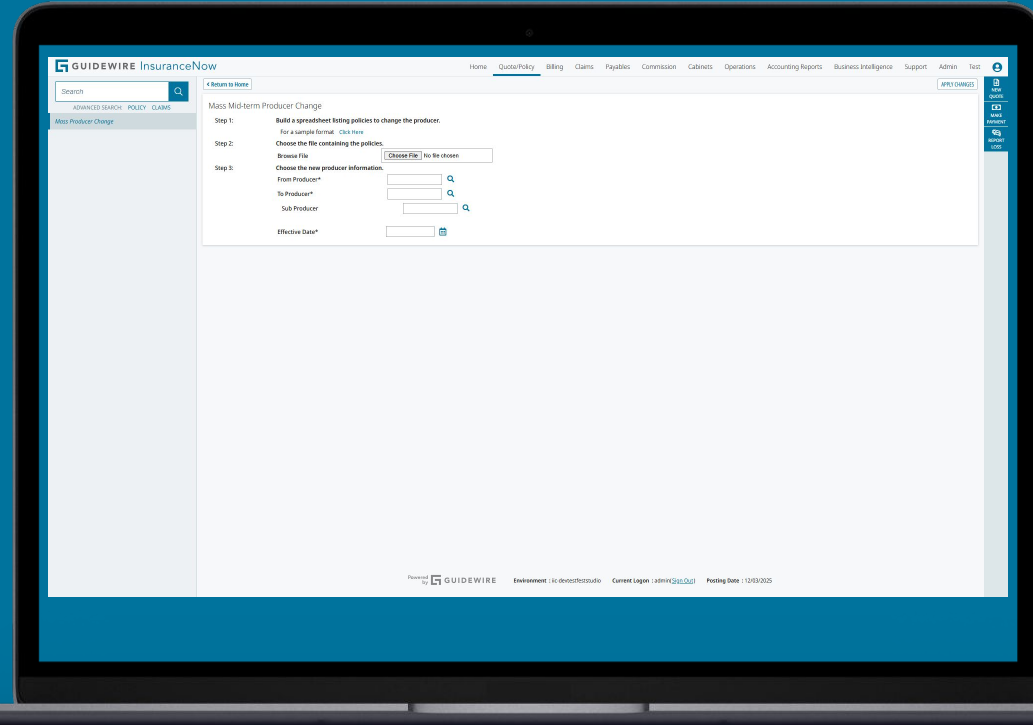 GUIDEWIRE InsuranceNow
Home Quote/Policy Billing Claims Payables Commission Cabinets Operations Accounting Reports Business Intelligence Support Admin Test
Search
ADVANCED SEARCH: POLICY CLAIMS
Mass Producer Change
< Return to Home
APPLY CHANGES
NEW
QUOTE
MAKE
PAYMENT
REPORT
LOSS
Mass Mid-term Producer Change
Step 1: Build a spreadsheet listing policies to change the producer.
For a sample format Click Here
Step 2: Choose the file containing the policies.
Browse File Choose File No file chosen
Step 3: Choose the new producer information.
From Producer*
To Producer*
Sub Producer
Effective Date*
Powered
by GUIDEWIRE Environment : iic-devtestfeststudio Current Logon : admin(Sign Out) Posting Date : 12/03/2025